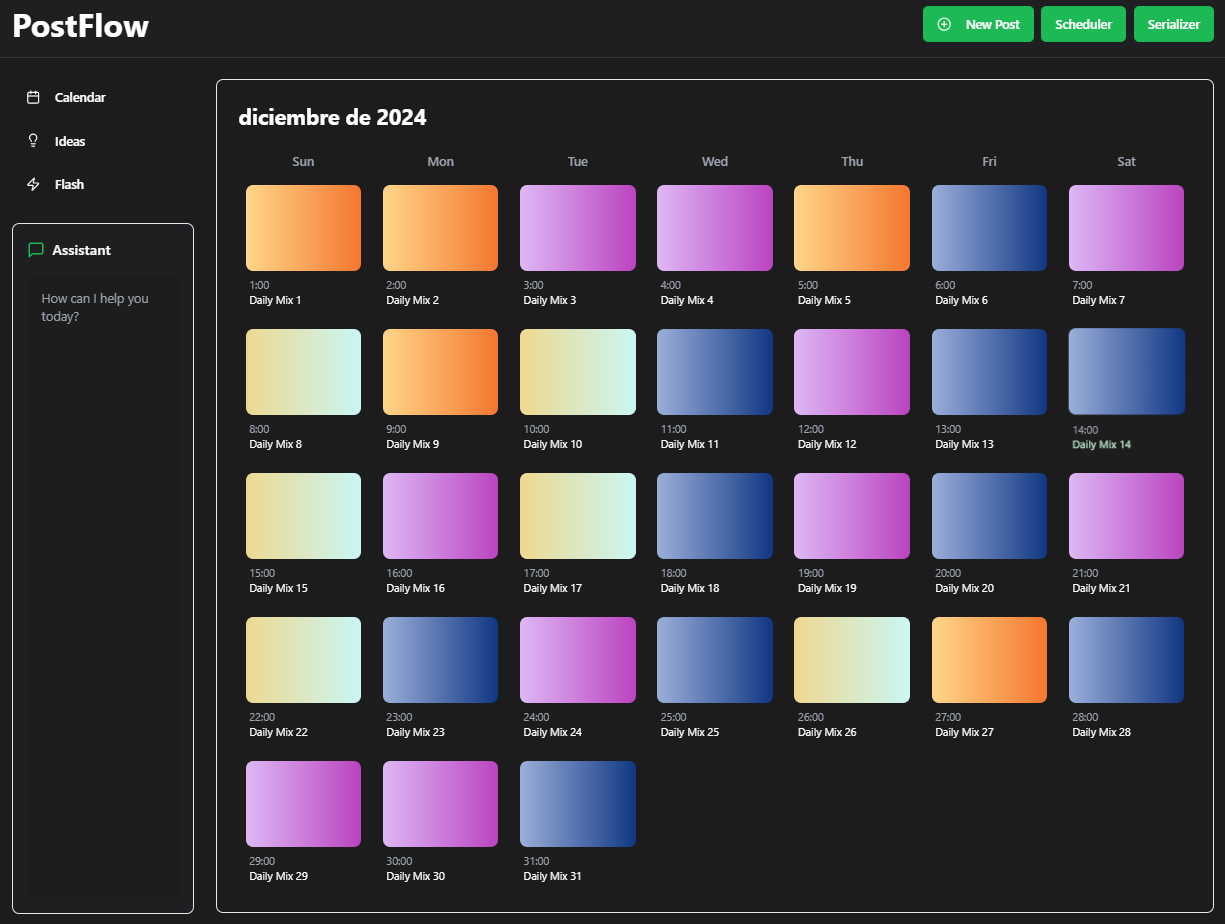 PostFlow
New Post
Scheduler
Serializer
Calendar
Ideas
Flash
Assistant
How can I help you
today?
diciembre de 2024
Sun Mon Tue Wed Thu Fri Sat
1:00 2:00 3:00 4:00 5:00 6:00 7:00
Daily Mix 1 Daily Mix 2 Daily Mix 3 Daily Mix 4 Daily Mix 5 Daily Mix 6 Daily Mix 7
8:00 9:00 10:00 11:00 12:00 13:00 14:00
Daily Mix 8 Daily Mix 9 Daily Mix 10 Daily Mix 11 Daily Mix 12 Daily Mix 13 Daily Mix 14
15:00 16:00 17:00 18:00 19:00 20:00 21:00
Daily Mix 15 Daily Mix 16 Daily Mix 17 Daily Mix 18 Daily Mix 19 Daily Mix 20 Daily Mix 21
22:00 23:00 24:00 25:00 26:00 27:00 28:00
Daily Mix 22 Daily Mix 23 Daily Mix 24 Daily Mix 25 Daily Mix 26 Daily Mix 27 Daily Mix 28
29:00 30:00 31:00
Daily Mix 29 Daily Mix 30 Daily Mix 31